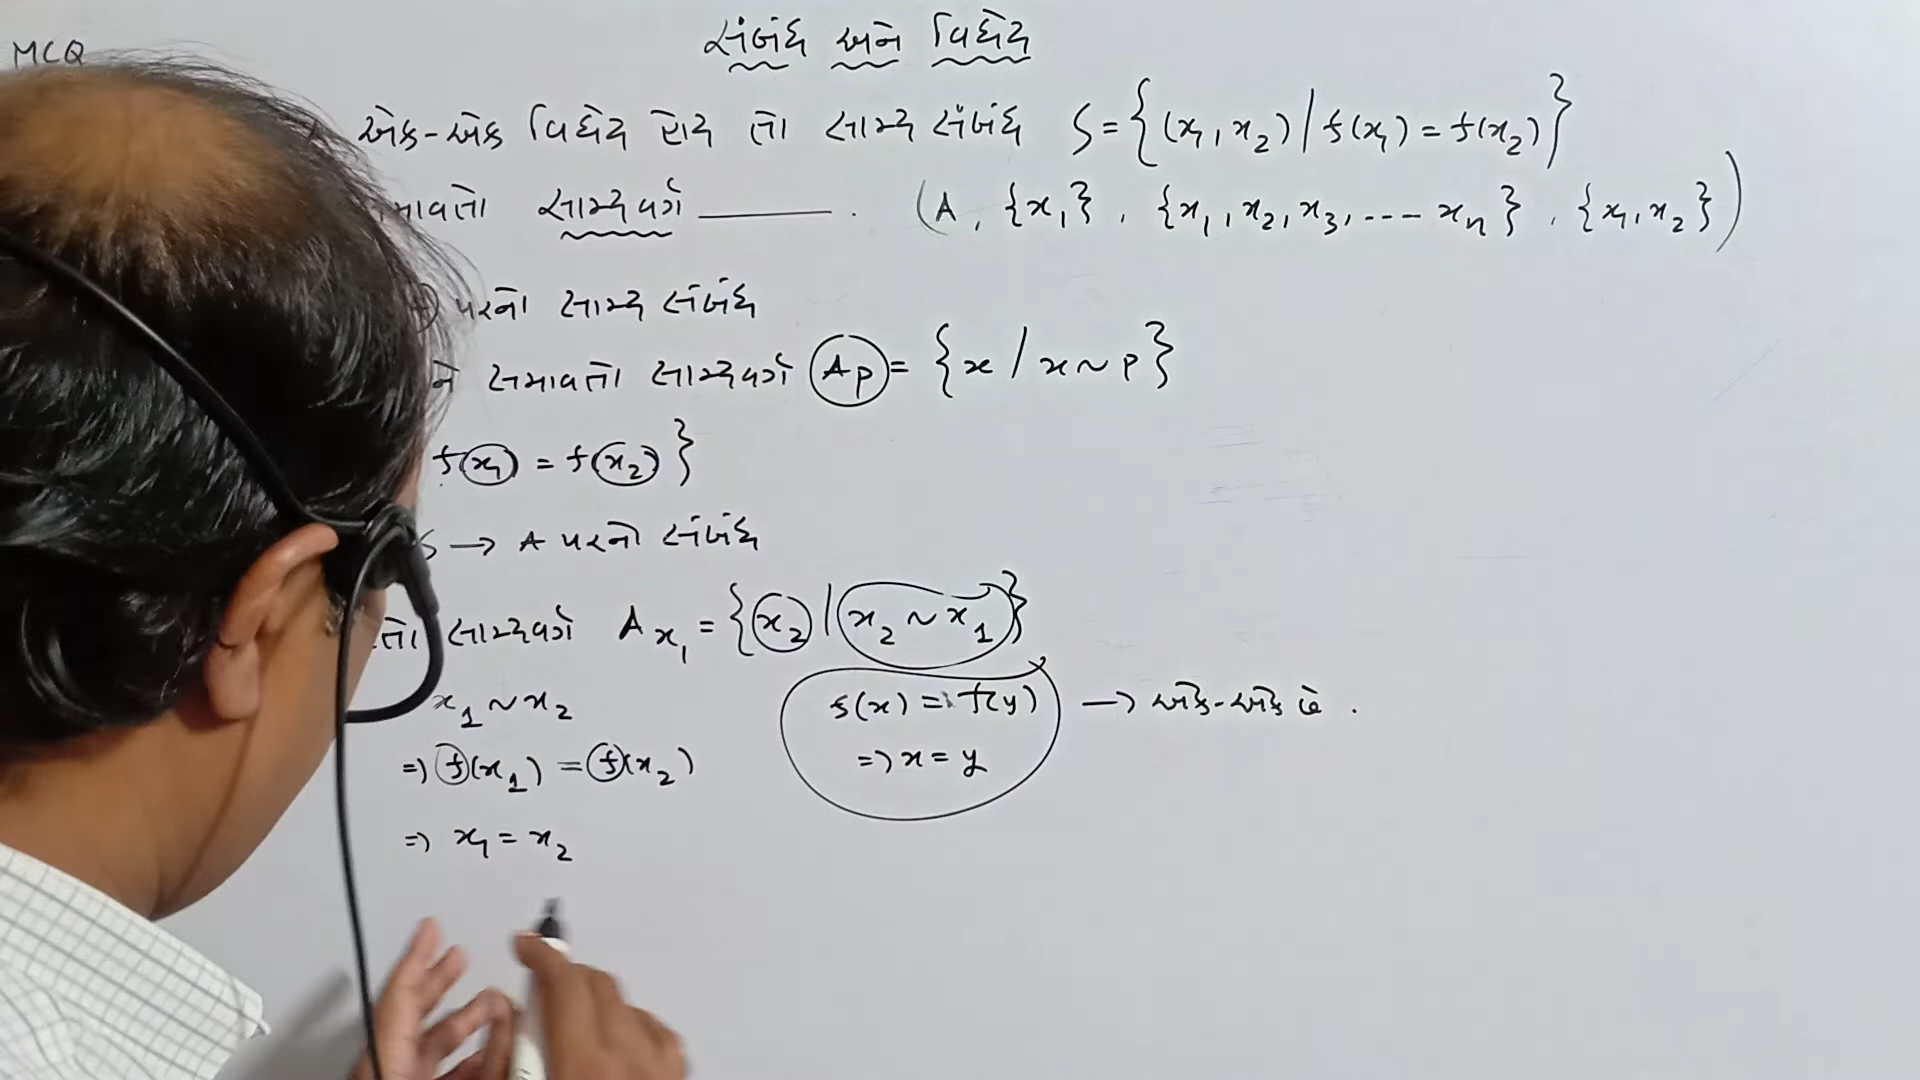 MCQ
સંબંધ અને વિધેય
એક-એક વિધેય હોય તો સામ્ય સંબંધ S = {(x₁, x₂) / f(x₁) = f(x₂)}
સામ્યવર્ગ ______ . (A, {x₁}, {x₁, x₂, x₃, ---- xₙ}, {x₁, x₂})
પરનો સામ્ય સંબંધ
ને સમાવતો સામ્યવર્ગ Ap = {x / x ~ p}
f(x₁) = f(x₂)}
S → A પરનો સંબંધ
સામ્યવર્ગ Ax₁ = {x₂ | x₂ ~ x₁}
x₁ ~ x₂
f(x) = f(y) → એક-એક છે .
⇒ f(x₁) = f(x₂)
⇒ x = y
⇒ x₁ = x₂